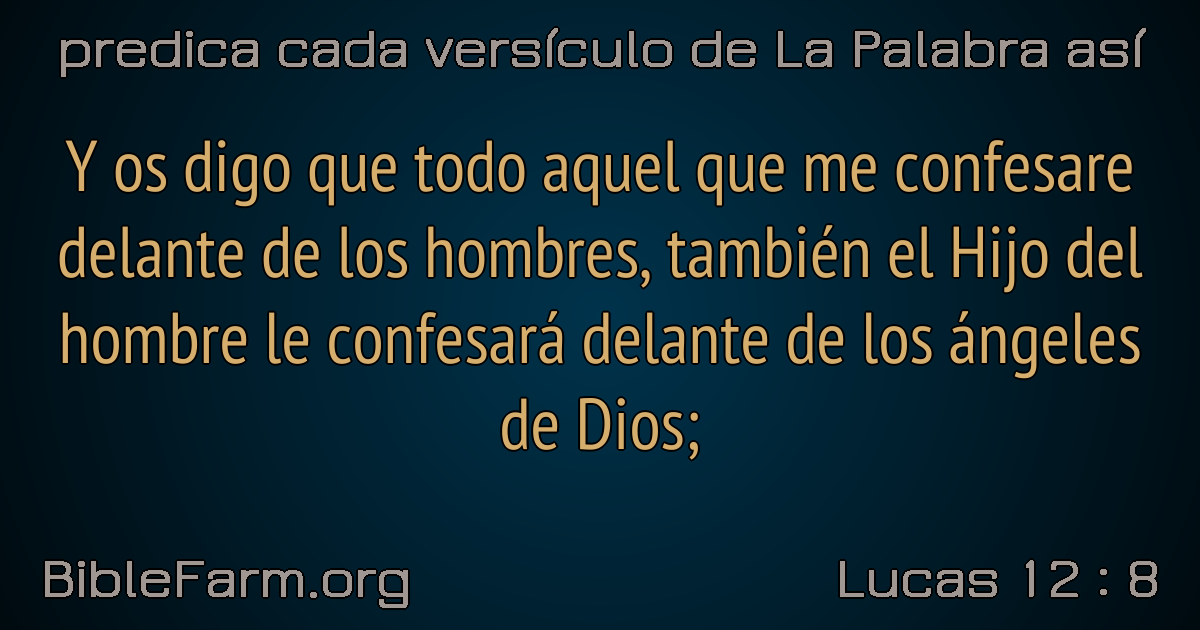 predica cada versículo de La Palabra así
Y os digo que todo aquel que me confesare
delante de los hombres, también el Hijo del
hombre le confesará delante de los ángeles
de Dios;
BibleFarm.org
Lucas 12 : 8